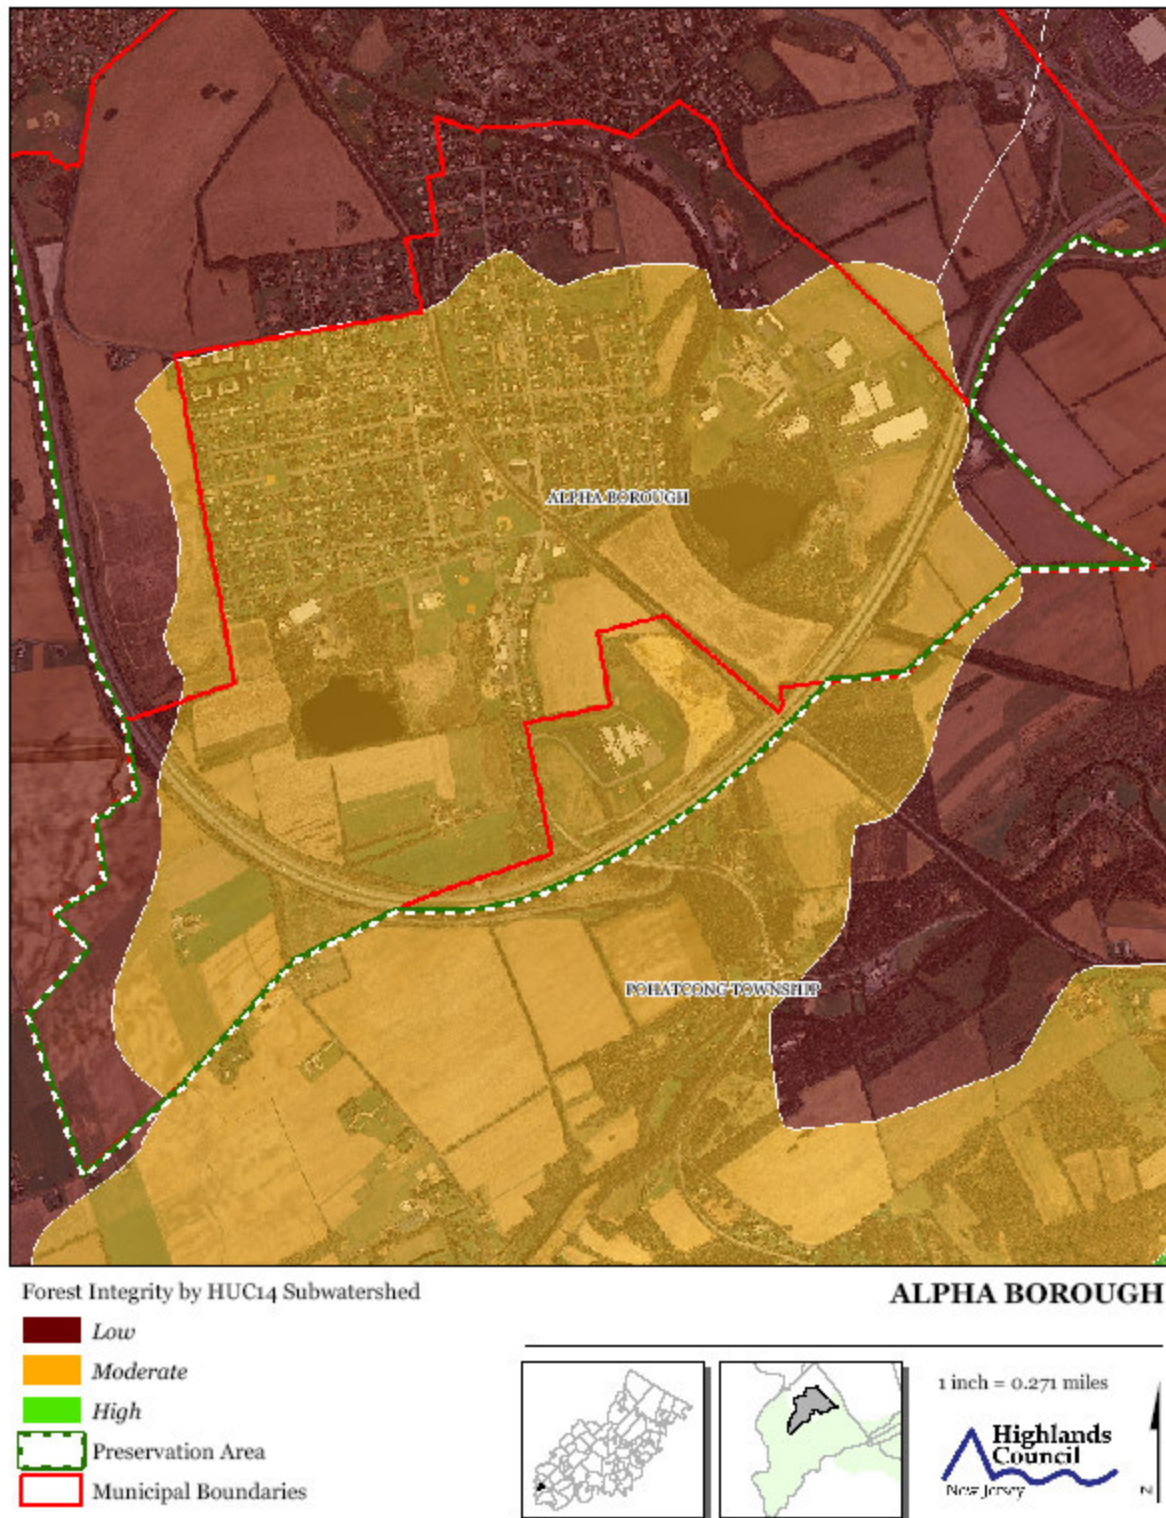 ALPHA BOROUGH
POHATCONG TOWNSHIP
Forest Integrity by HUC14 Subwatershed
Low
Moderate
High
Preservation Area
Municipal Boundaries
ALPHA BOROUGH
1 inch = 0.271 miles
Highlands
Council
New Jersey
N